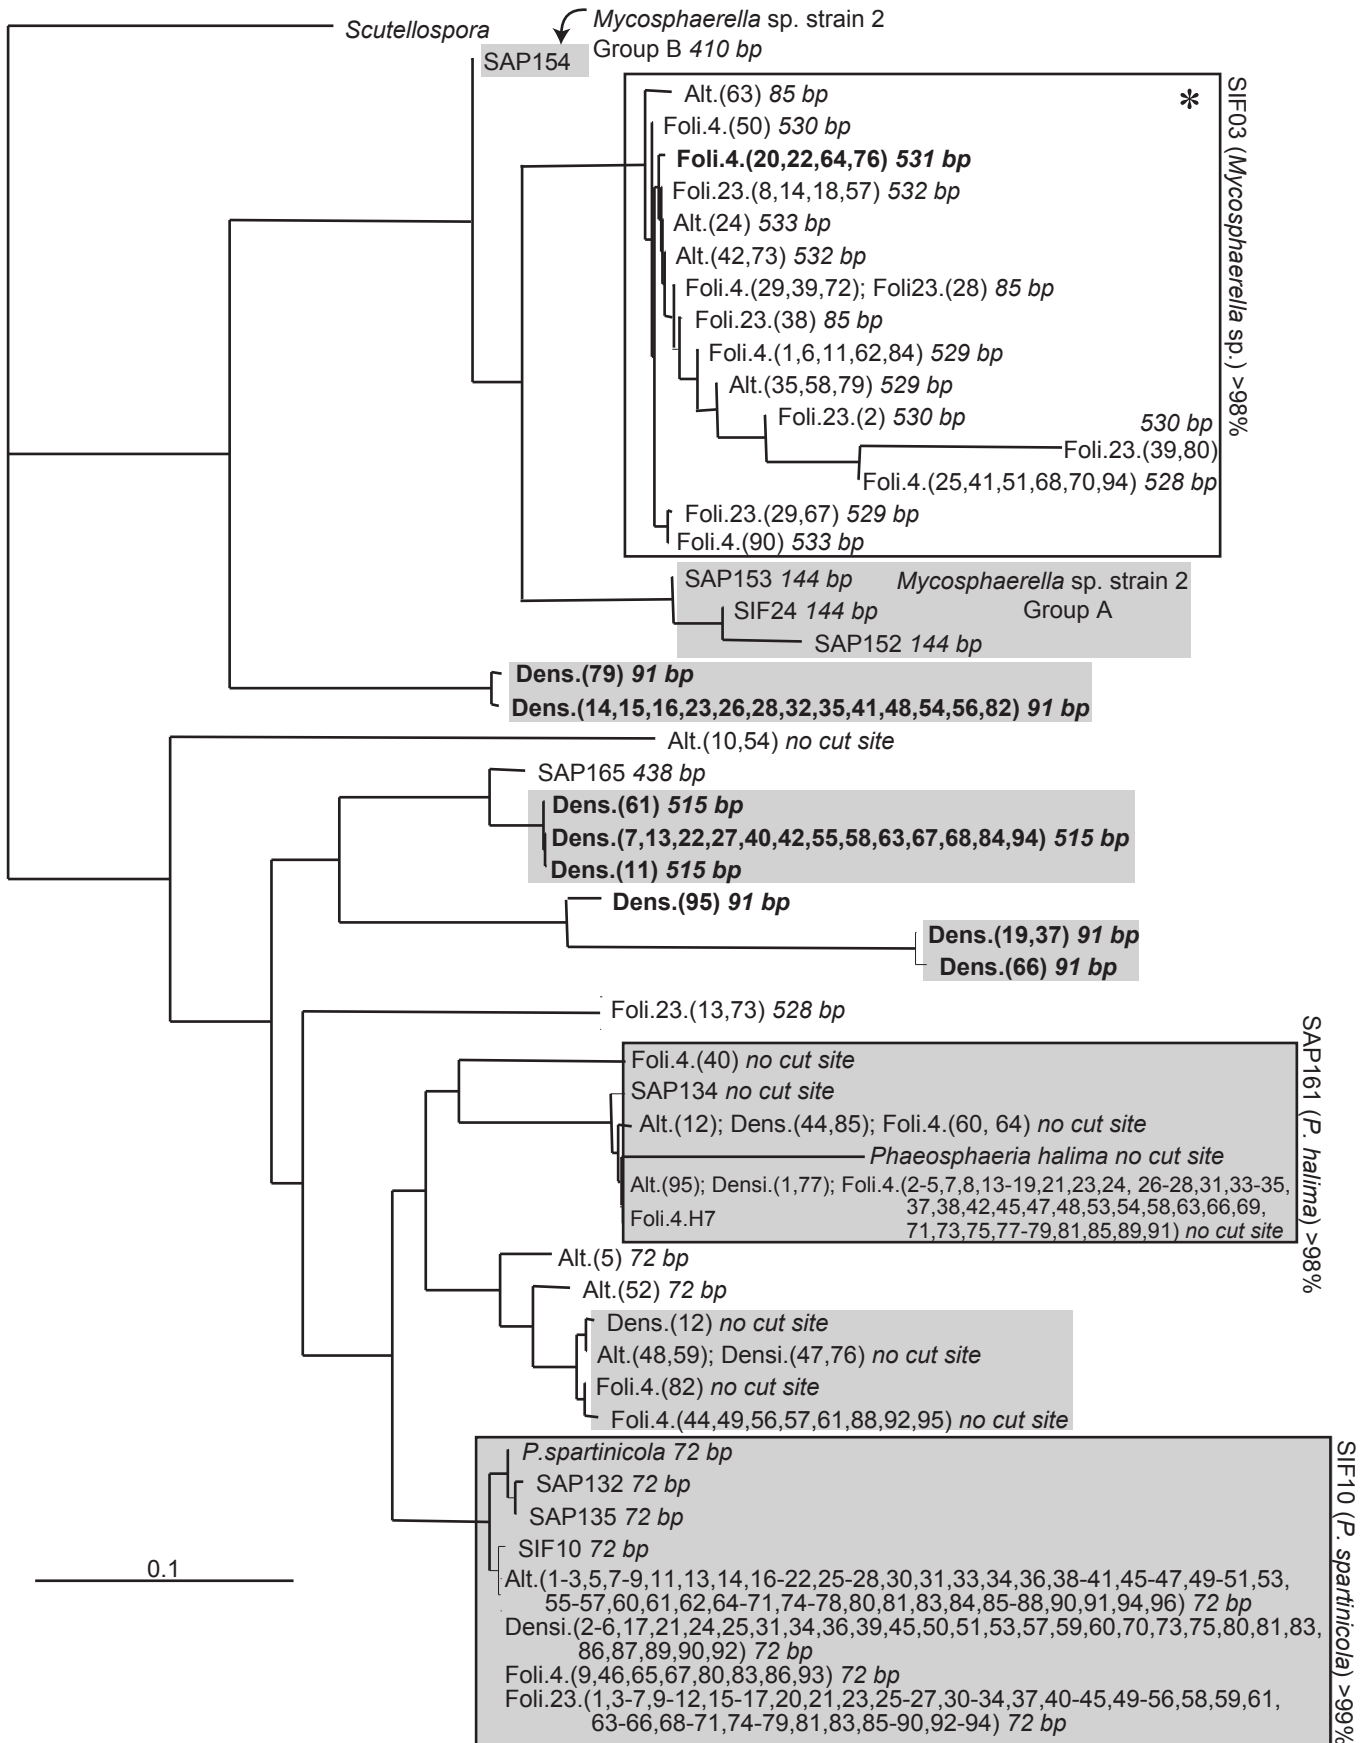 Scutellospora
Mycosphaerella sp. strain 2
Group B 410 bp
SAP154
*
Alt.(63) 85 bp
Foli.4.(50) 530 bp
Foli.4.(20,22,64,76) 531 bp
Foli.23.(8,14,18,57) 532 bp
Alt.(24) 533 bp
Alt.(42,73) 532 bp
Foli.4.(29,39,72); Foli23.(28) 85 bp
Foli.23.(38) 85 bp
Foli.4.(1,6,11,62,84) 529 bp
Alt.(35,58,79) 529 bp
Foli.23.(2) 530 bp
530 bp
Foli.23.(39,80)
Foli.4.(25,41,51,68,70,94) 528 bp
Foli.23.(29,67) 529 bp
Foli.4.(90) 533 bp
SIF03 (Mycosphaerella sp.) >98%
SAP153 144 bp
Mycosphaerella sp. strain 2
SIF24 144 bp
Group A
SAP152 144 bp
Dens.(79) 91 bp
Dens.(14,15,16,23,26,28,32,35,41,48,54,56,82) 91 bp
Alt.(10,54) no cut site
SAP165 438 bp
Dens.(61) 515 bp
Dens.(7,13,22,27,40,42,55,58,63,67,68,84,94) 515 bp
Dens.(11) 515 bp
Dens.(95) 91 bp
Dens.(19,37) 91 bp
Dens.(66) 91 bp
Foli.23.(13,73) 528 bp
Foli.4.(40) no cut site
SAP134 no cut site
Alt.(12); Dens.(44,85); Foli.4.(60, 64) no cut site
Phaeosphaeria halima no cut site
Alt.(95); Densi.(1,77); Foli.4.(2-5,7,8,13-19,21,23,24, 26-28,31,33-35,
37,38,42,45,47,48,53,54,58,63,66,69,
Foli.4.H7
71,73,75,77-79,81,85,89,91) no cut site
SAP161 (P. halima) >98%
Alt.(5) 72 bp
Alt.(52) 72 bp
Dens.(12) no cut site
Alt.(48,59); Densi.(47,76) no cut site
Foli.4.(82) no cut site
Foli.4.(44,49,56,57,61,88,92,95) no cut site
P.spartinicola 72 bp
SAP132 72 bp
SAP135 72 bp
SIF10 72 bp
Alt.(1-3,5,7-9,11,13,14,16-22,25-28,30,31,33,34,36,38-41,45-47,49-51,53,
55-57,60,61,62,64-71,74-78,80,81,83,84,85-88,90,91,94,96) 72 bp
Densi.(2-6,17,21,24,25,31,34,36,39,45,50,51,53,57,59,60,70,73,75,80,81,83,
86,87,89,90,92) 72 bp
Foli.4.(9,46,65,67,80,83,86,93) 72 bp
Foli.23.(1,3-7,9-12,15-17,20,21,23,25-27,30-34,37,40-45,49-56,58,59,61,
63-66,68-71,74-79,81,83,85-90,92-94) 72 bp
SIF10 (P. spartinicola) >99%
0.1